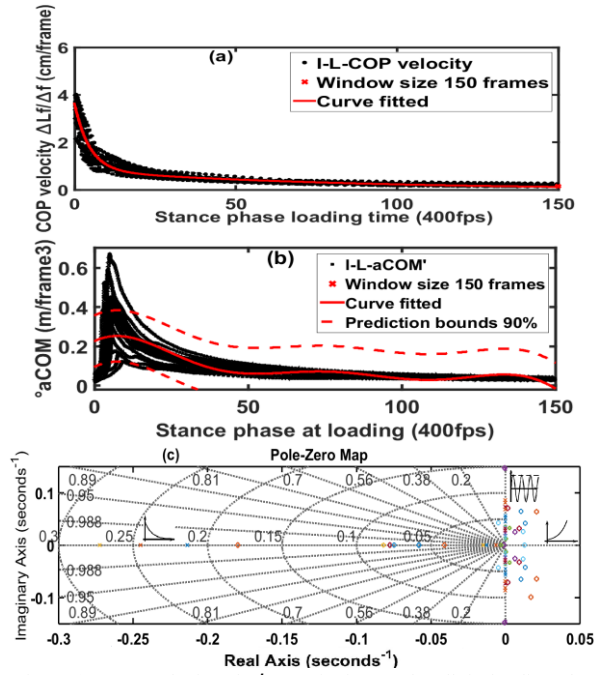 (a)
I-L-COP velocity
Window size 150 frames
Curve fitted
COP velocity ΔLf/Δf (cm/frame)
6
4
2
0
0 50 100 150
Stance phase loading time (400fps)
(b)
I-L-aCOM'
Window size 150 frames
Curve fitted
Prediction bounds 90%
°aCOM (m/frame3)
0.6
0.4
0.2
0
0 50 100 150
Stance phase at loading (400fps)
(c) Pole-Zero Map
Imaginary Axis (seconds-1)
0.1
0
-0.1
0.89 0.81 0.7 0.56 0.38 0.2
0.95
0.988
0.3 0.25 0.2 0.15 0.1 0.05
0.988
0.95
0.89 0.81 0.7 0.56 0.38 0.2
-0.3 -0.25 -0.2 -0.15 -0.1 -0.05 0 0.05
Real Axis (seconds-1)